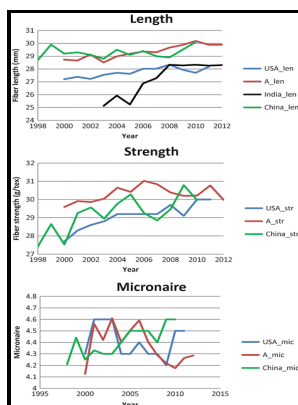 Length
Fiber length (mm)
31
30
29
28
27
26
25
24
1998 2000 2002 2004 2006 2008 2010 2012
Year
USA_len
A_len
India_len
China_len
Strength
Fiber strength (g/tex)
32
31
30
29
28
27
1998 2000 2002 2004 2006 2008 2010 2012
Year
USA_str
A_str
China_str
Micronaire
Micronaire
4.8
4.7
4.6
4.5
4.4
4.3
4.2
4.1
4
1995 2000 2005 2010 2015
Year
USA_mic
A_mic
China_mic